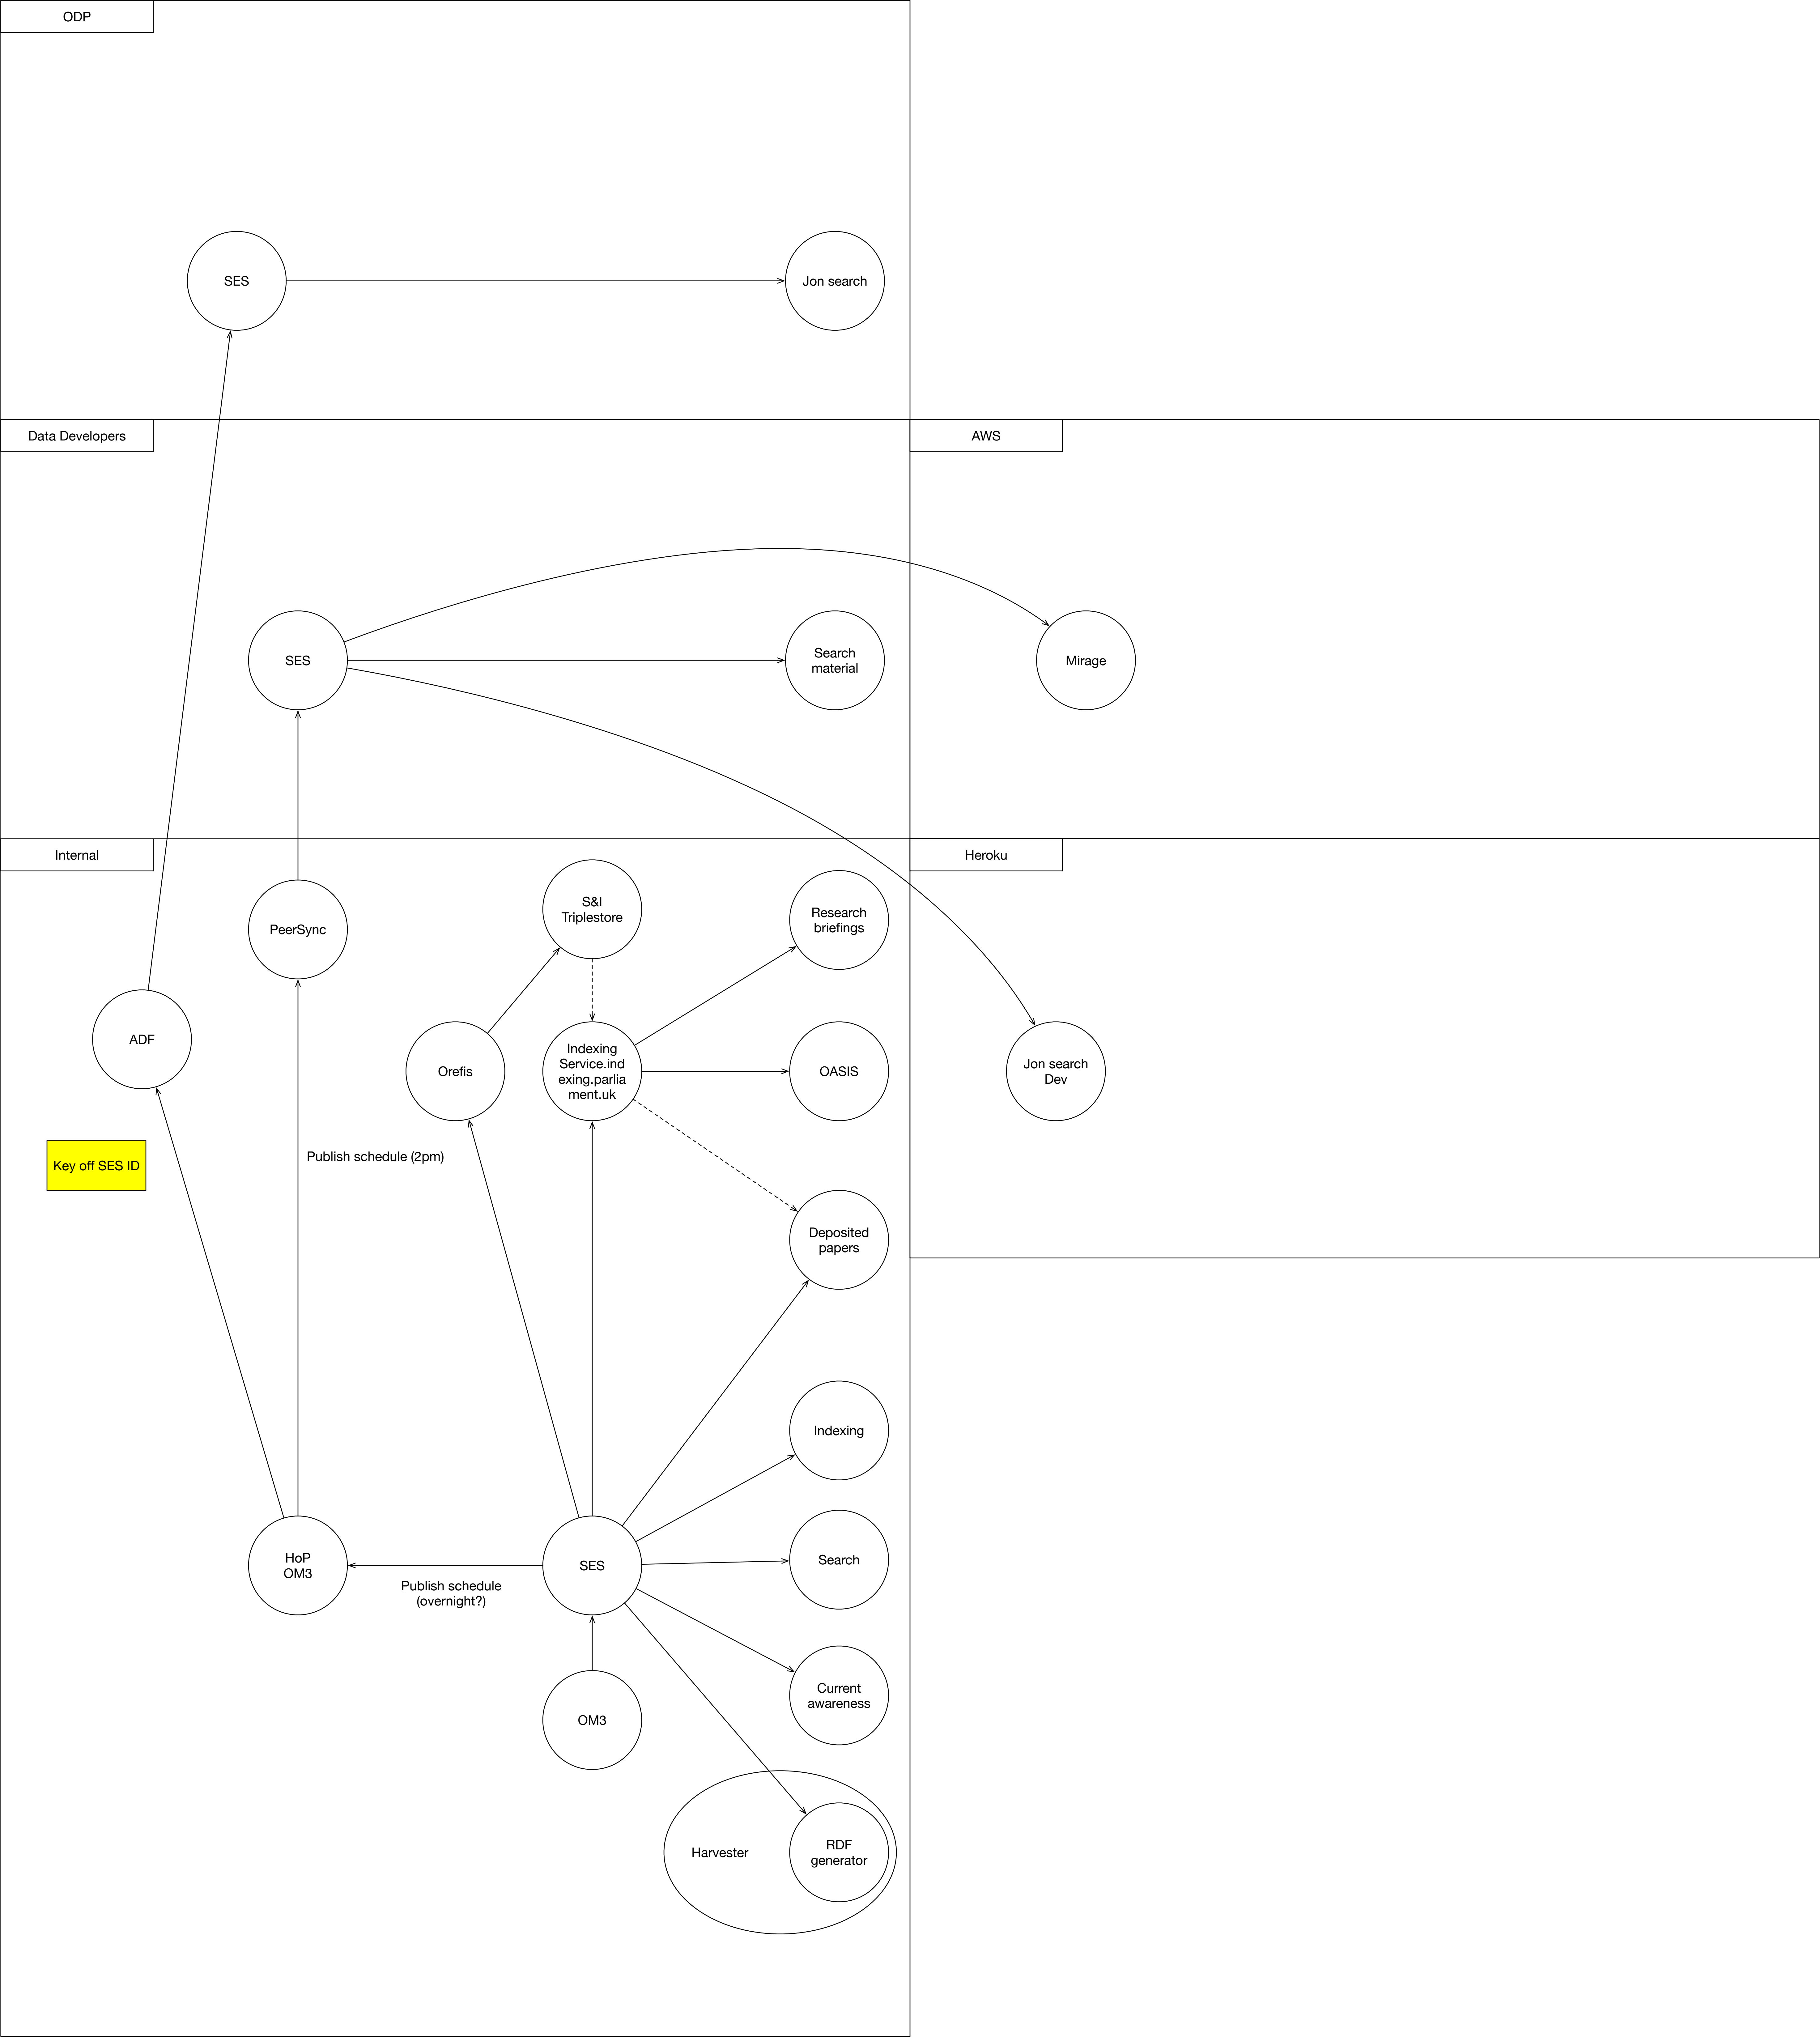 ODP
SES
Jon search
Data Developers
AWS
SES
Search
material
Mirage
Internal
Heroku
S&I
Triplestore
Research
briefings
PeerSync
ADF
Orefis
Indexing
Service.ind
exing.parlia
ment.uk
OASIS
Jon search
Dev
Key off SES ID
Publish schedule (2pm)
Deposited
papers
Indexing
HoP
OM3
Publish schedule
(overnight?)
SES
Search
Current
awareness
OM3
Harvester
RDF
generator